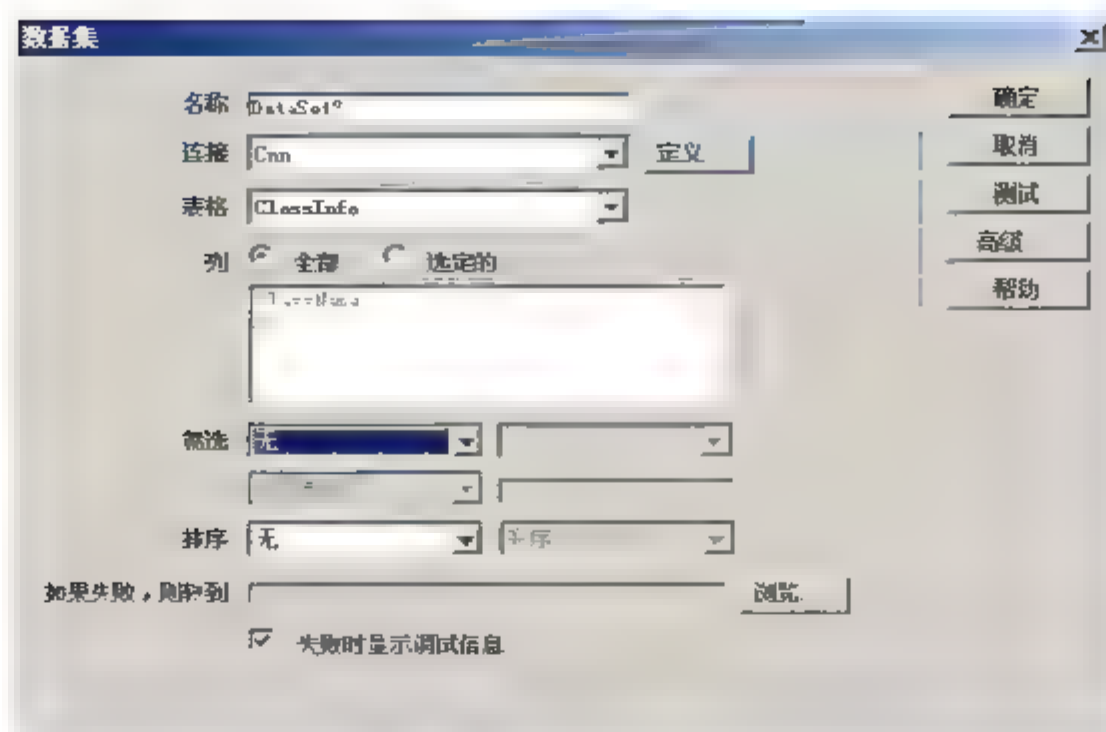 数据集
名称
确定
连接 Cnn 定义
取消
表格 ClassInfo
测试
列 全部 选定的
高级
帮助
筛选 无
=
排序 无 升序
如果失败，则转到 浏览...
失败时显示调试信息